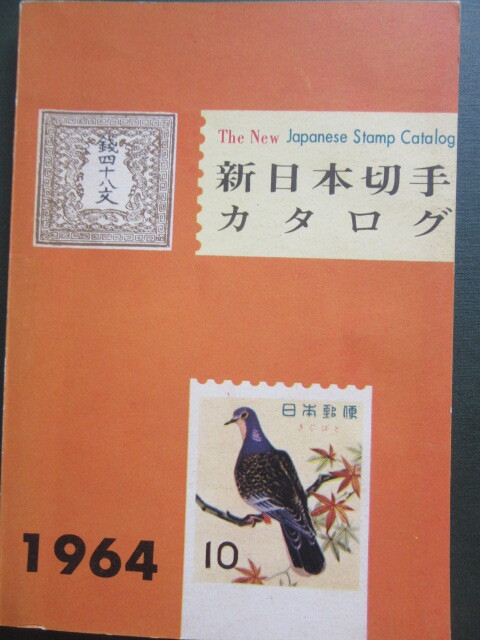 The New Japanese Stamp Catalog
新日本切手
カタログ
錢四十八文
日本郵便
きじばと
10
1964